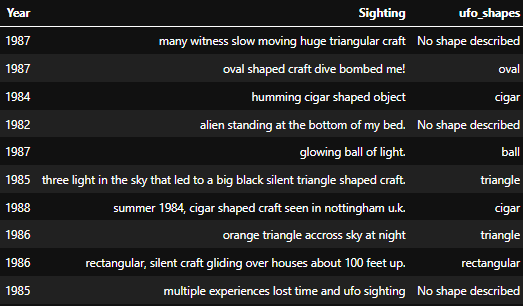 Year Sighting ufo_shapes
1987 many witness slow moving huge triangular craft No shape described
1987 oval shaped craft dive bombed me! oval
1984 humming cigar shaped object cigar
1982 alien standing at the bottom of my bed. No shape described
1987 glowing ball of light. ball
1985 three light in the sky that led to a big black silent triangle shaped craft. triangle
1988 summer 1984, cigar shaped craft seen in nottingham u.k. cigar
1986 orange triangle accross sky at night triangle
1986 rectangular, silent craft gliding over houses about 100 feet up. rectangular
1985 multiple experiences lost time and ufo sighting No shape described